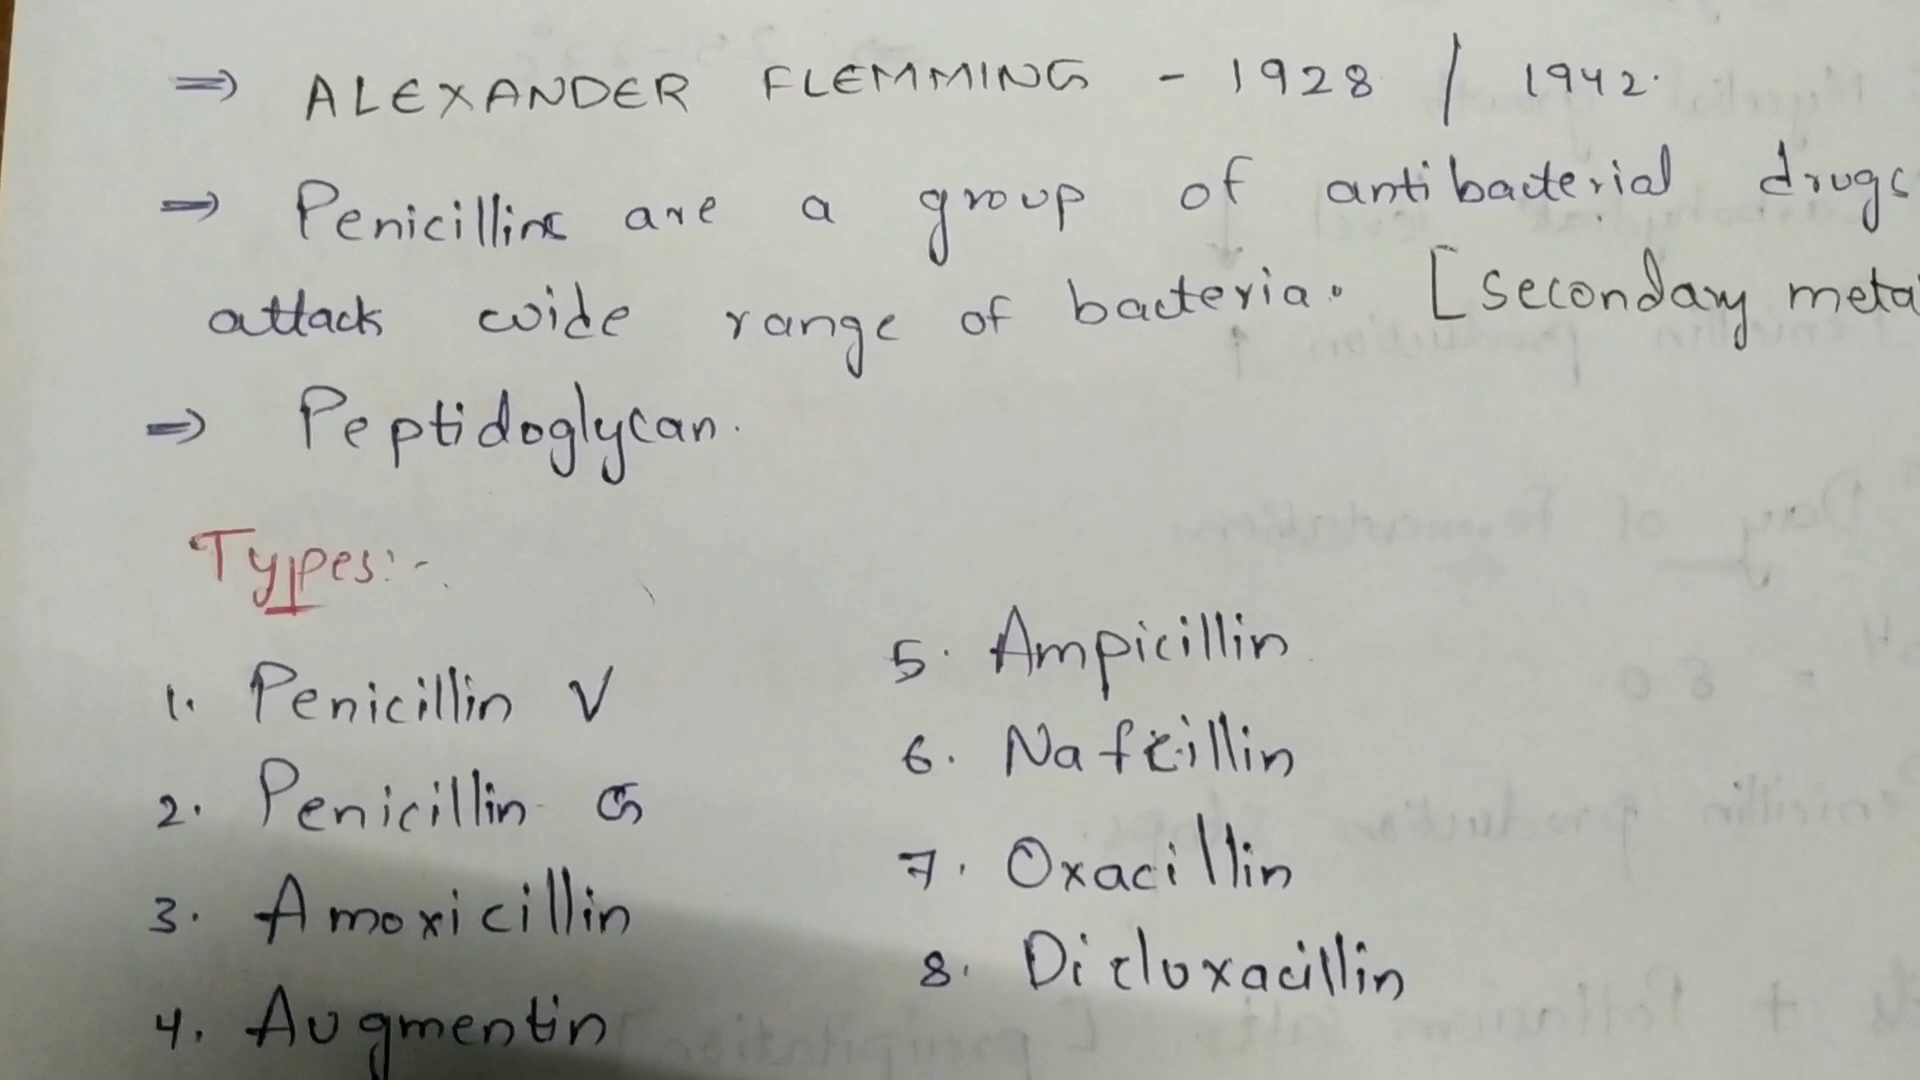 ⇒ ALEXANDER FLEMMING - 1928 / 1942.
⇒ Penicillins are a group of antibacterial drugs
attack wide range of bacteria. [secondary meta
⇒ Peptidoglycan.
Types:-
1. Penicillin V
2. Penicillin G
3. Amoxicillin
4. Augmentin
5. Ampicillin
6. Nafcillin
7. Oxacillin
8. Dicloxacillin